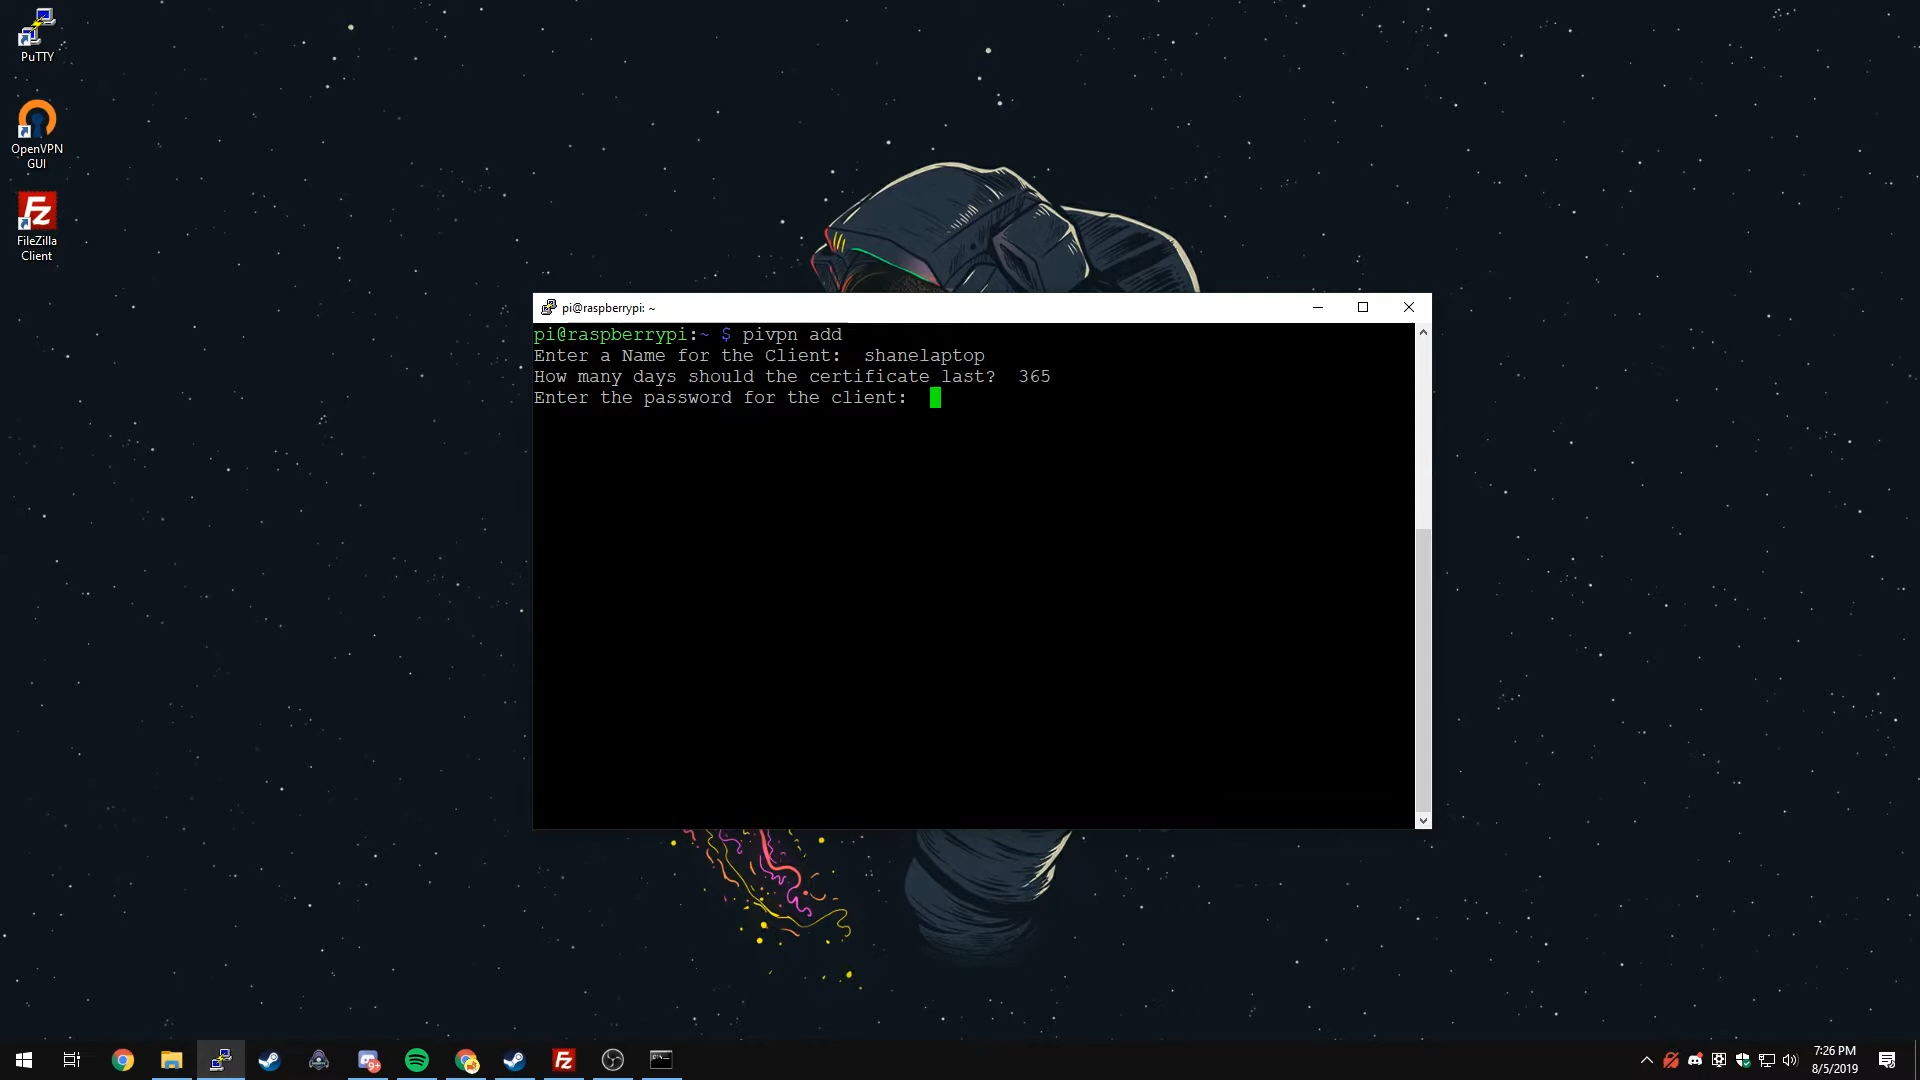 PuTTY
OpenVPN
GUI
FileZilla
Client
pi@raspberrypi: ~
pi@raspberrypi:~ $ pivpn add
Enter a Name for the Client:  shanelaptop
How many days should the certificate last?  365
Enter the password for the client:
9+
7:26 PM
8/5/2019